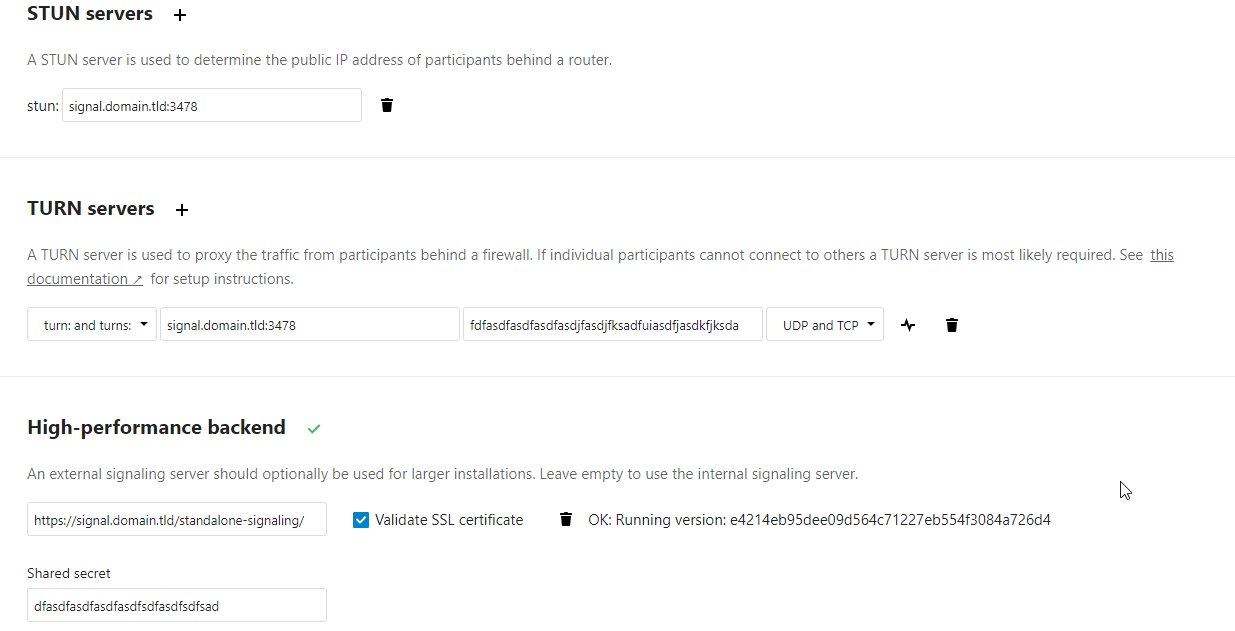 STUN servers +
A STUN server is used to determine the public IP address of participants behind a router.
stun: signal.domain.tld:3478
TURN servers +
A TURN server is used to proxy the traffic from participants behind a firewall. If individual participants cannot connect to others a TURN server is most likely required. See this
documentation ↗ for setup instructions.
turn: and turns: signal.domain.tld:3478 fdfasdfasdfasdfasdjfasdjfksadfuiasdfjasdkfjksda UDP and TCP
High-performance backend
An external signaling server should optionally be used for larger installations. Leave empty to use the internal signaling server.
https://signal.domain.tld/standalone-signaling/ Validate SSL certificate OK: Running version: e4214eb95dee09d564c71227eb554f3084a726d4
Shared secret
dfasdfasdfasdfasdfsdfasdfsdfsad